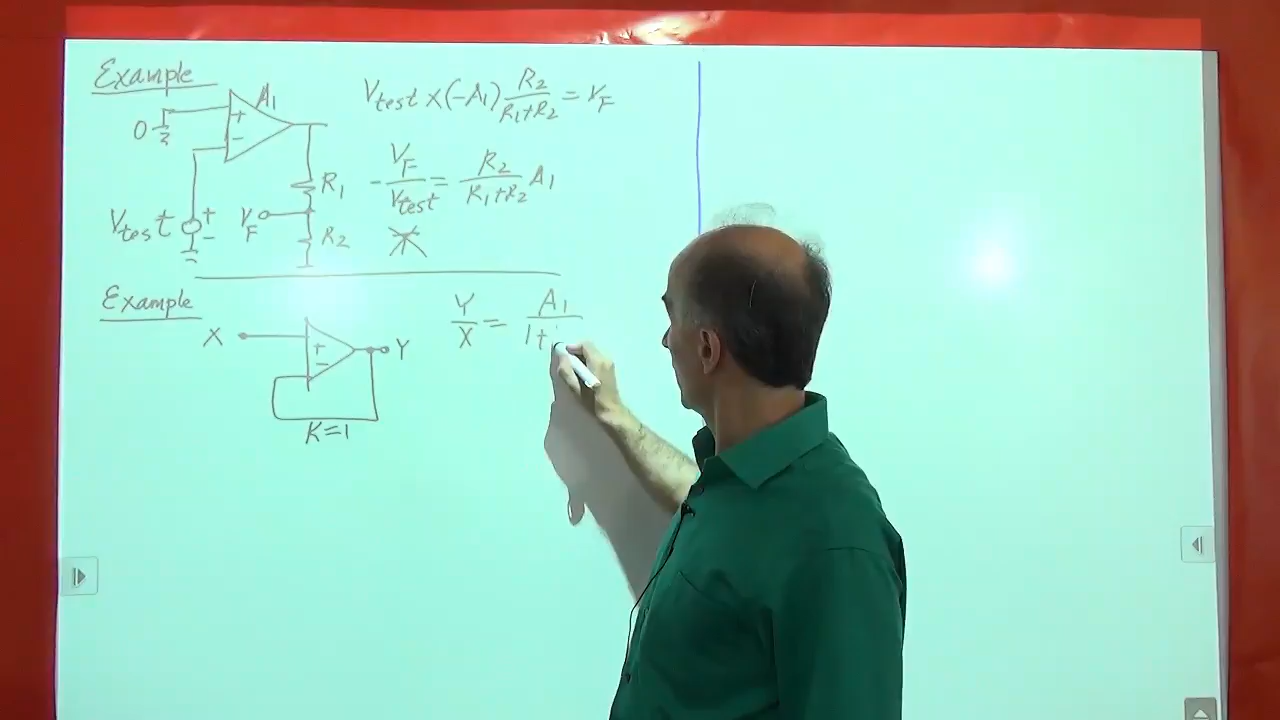 Example
A1
+
-
0
Vtest x (-A1) R2/(R1+R2) = VF
- VF/Vtest = R2/(R1+R2) A1
R1
Vtest + -
VF
R2
Example
X
+
-
Y
K=1
Y/X = A1/(1+